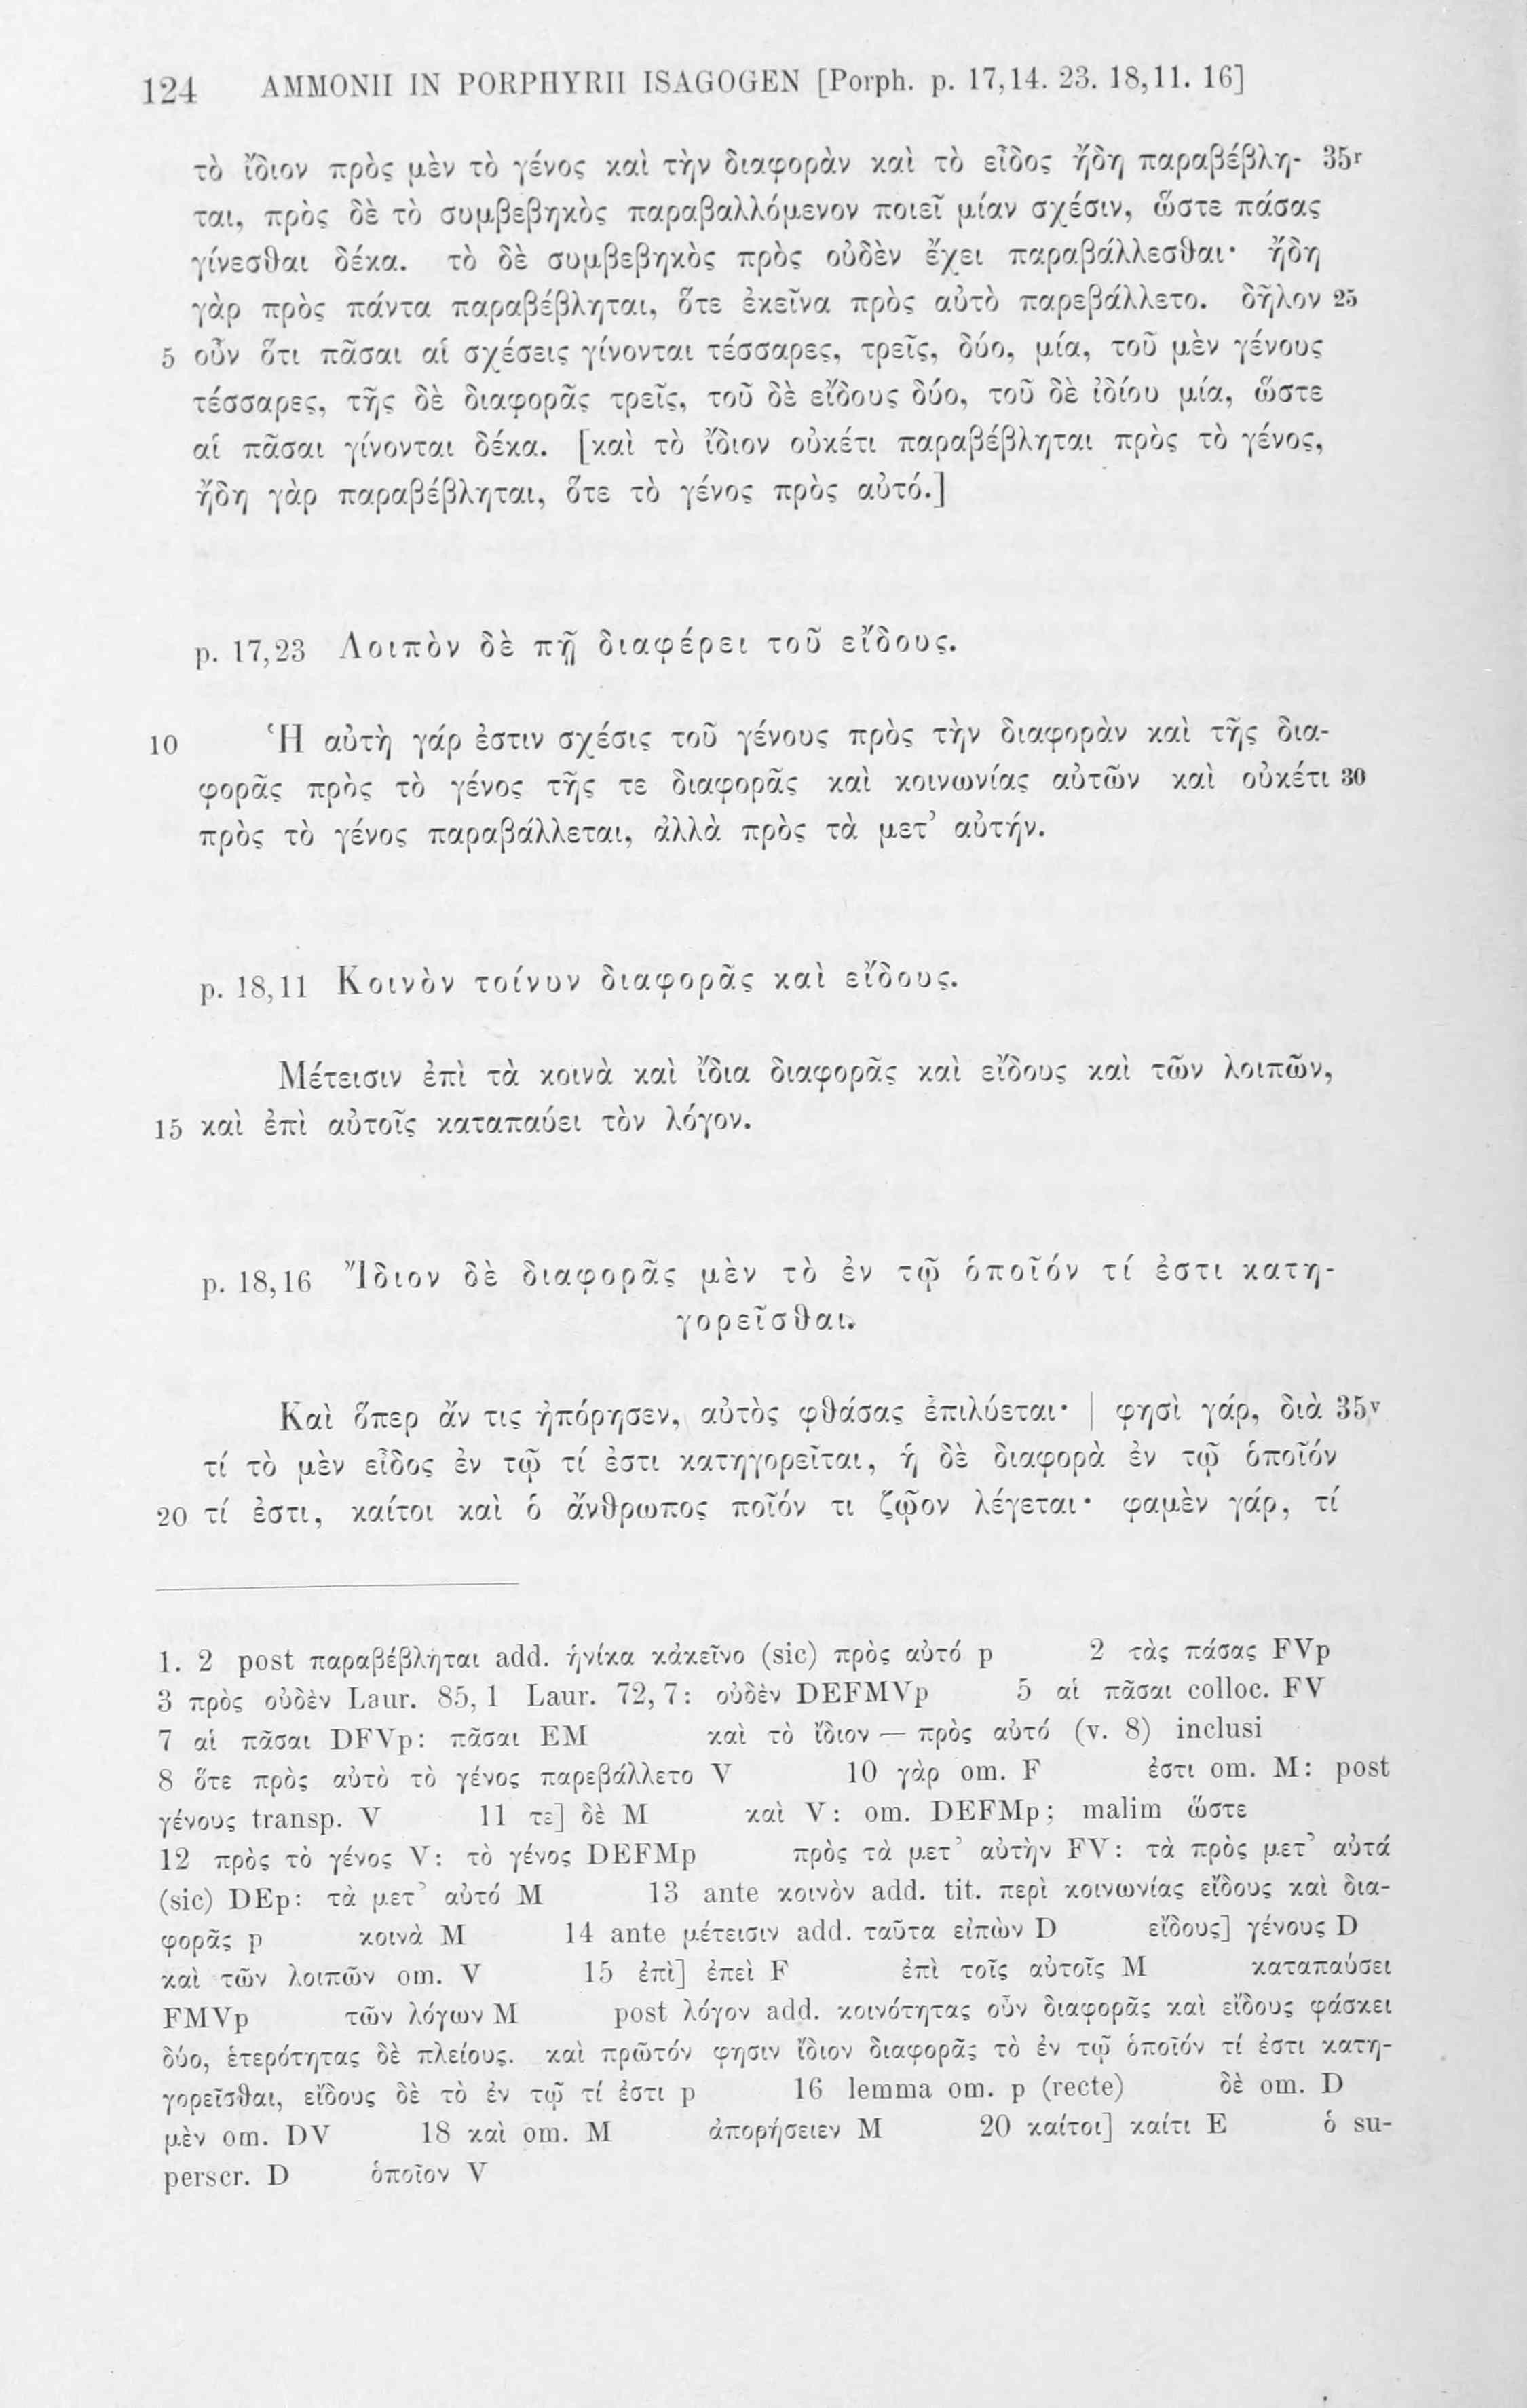 124 AMMONII IN PORPHYRII ISAGOGEN [Porph. p. 17,14. 23. 18,11. 16]
τὸ ἴδιον πρὸς μὲν τὸ γένος καὶ τὴν διαφορὰν καὶ τὸ εἶδος ἤδη παραβέβλη- 35r
ται, πρὸς δὲ τὸ συμβεβηκὸς παραβαλλόμενον ποιεῖ μίαν σχέσιν, ὥστε πάσας
γίνεσθαι δέκα. τὸ δὲ συμβεβηκὸς πρὸς οὐδὲν ἔχει παραβάλλεσθαι· ἤδη
γὰρ πρὸς πάντα παραβέβληται, ὅτε ἐκεῖνα πρὸς αὐτὸ παρεβάλλετο. δῆλον 25
5 οὖν ὅτι πᾶσαι αἱ σχέσεις γίνονται τέσσαρες, τρεῖς, δύο, μία, τοῦ μὲν γένους
τέσσαρες, τῆς δὲ διαφορᾶς τρεῖς, τοῦ δὲ εἴδους δύο, τοῦ δὲ ἰδίου μία, ὥστε
αἱ πᾶσαι γίνονται δέκα. [καὶ τὸ ἴδιον οὐκέτι παραβέβληται πρὸς τὸ γένος,
ἤδη γὰρ παραβέβληται, ὅτε τὸ γένος πρὸς αὐτό.]
p. 17,23 Λοιπὸν δὲ πῇ διαφέρει τοῦ εἴδους.
10 Ἡ αὐτὴ γάρ ἐστιν σχέσις τοῦ γένους πρὸς τὴν διαφορὰν καὶ τῆς δια-
φορᾶς πρὸς τὸ γένος τῆς τε διαφορᾶς καὶ κοινωνίας αὐτῶν καὶ οὐκέτι 30
πρὸς τὸ γένος παραβάλλεται, ἀλλὰ πρὸς τὰ μετ’ αὐτήν.
p. 18,11 Κοινὸν τοίνυν διαφορᾶς καὶ εἴδους.
Μέτεισιν ἐπὶ τὰ κοινὰ καὶ ἴδια διαφορᾶς καὶ εἴδους καὶ τῶν λοιπῶν,
15 καὶ ἐπὶ αὐτοῖς καταπαύει τὸν λόγον.
p. 18,16 Ἴδιον δὲ διαφορᾶς μὲν τὸ ἐν τῷ ὁποῖόν τί ἐστι κατη-
γορεῖσθαι.
Καὶ ὅπερ ἄν τις ἠπόρησεν, αὐτὸς φθάσας ἐπιλύεται· | φησὶ γάρ, διὰ 35v
τί τὸ μὲν εἶδος ἐν τῷ τί ἐστι κατηγορεῖται, ἡ δὲ διαφορὰ ἐν τῷ ὁποῖόν
20 τί ἐστι, καίτοι καὶ ὁ ἄνθρωπος ποῖόν τι ζῷον λέγεται· φαμὲν γάρ, τί
1. 2 post παραβέβληται add. ἡνίκα κἀκεῖνο (sic) πρὸς αὐτό p 2 τὰς πάσας FVp
3 πρὸς οὐδὲν Laur. 85, 1 Laur. 72, 7: οὐδὲν DEFMVp 5 αἱ πᾶσαι colloc. FV
7 αἱ πᾶσαι DFVp: πᾶσαι EM καὶ τὸ ἴδιον — πρὸς αὐτό (v. 8) inclusi
8 ὅτε πρὸς αὐτὸ τὸ γένος παρεβάλλετο V 10 γὰρ om. F ἐστι om. M: post
γένους transp. V 11 τε] δὲ M καὶ V: om. DEFMp; malim ὥστε
12 πρὸς τὸ γένος V: τὸ γένος DEFMp πρὸς τὰ μετ’ αὐτὴν FV: τὰ πρὸς μετ’ αὐτά
(sic) DEp: τὰ μετ’ αὐτό M 13 ante κοινὸν add. tit. περὶ κοινωνίας εἴδους καὶ δια-
φορᾶς p κοινὰ M 14 ante μέτεισιν add. ταῦτα εἰπὼν D εἴδους] γένους D
καὶ τῶν λοιπῶν om. V 15 ἐπὶ] ἐπεὶ F ἐπὶ τοῖς αὐτοῖς M καταπαύσει
FMVp τῶν λόγων M post λόγον add. κοινότητας οὖν διαφορᾶς καὶ εἴδους φάσκει
δύο, ἑτερότητας δὲ πλείους. καὶ πρῶτόν φησιν ἴδιον διαφορᾶς τὸ ἐν τῷ ὁποῖόν τί ἐστι κατη-
γορεῖσθαι, εἴδους δὲ τὸ ἐν τῷ τί ἐστι p 16 lemma om. p (recte) δὲ om. D
μὲν om. DV 18 καὶ om. M ἀπορήσειεν M 20 καίτοι] καίτι E ὁ su-
perscr. D ὁποῖον V